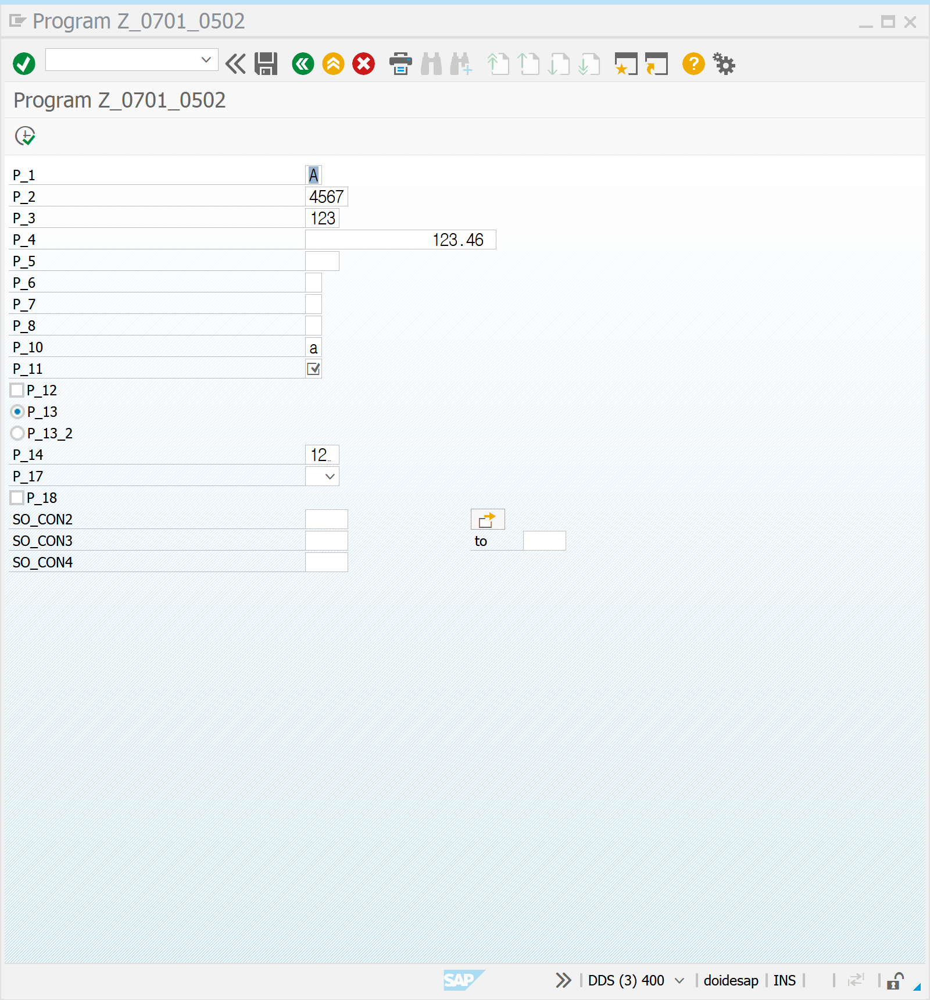 Program Z_0701_0502
Program Z_0701_0502
P_1 A
P_2 4567
P_3 123
P_4 123.46
P_5
P_6
P_7
P_8
P_10 a
P_11
P_12
P_13
P_13_2
P_14 12
P_17
P_18
SO_CON2
SO_CON3 to
SO_CON4
SAP DDS (3) 400 doidesap INS